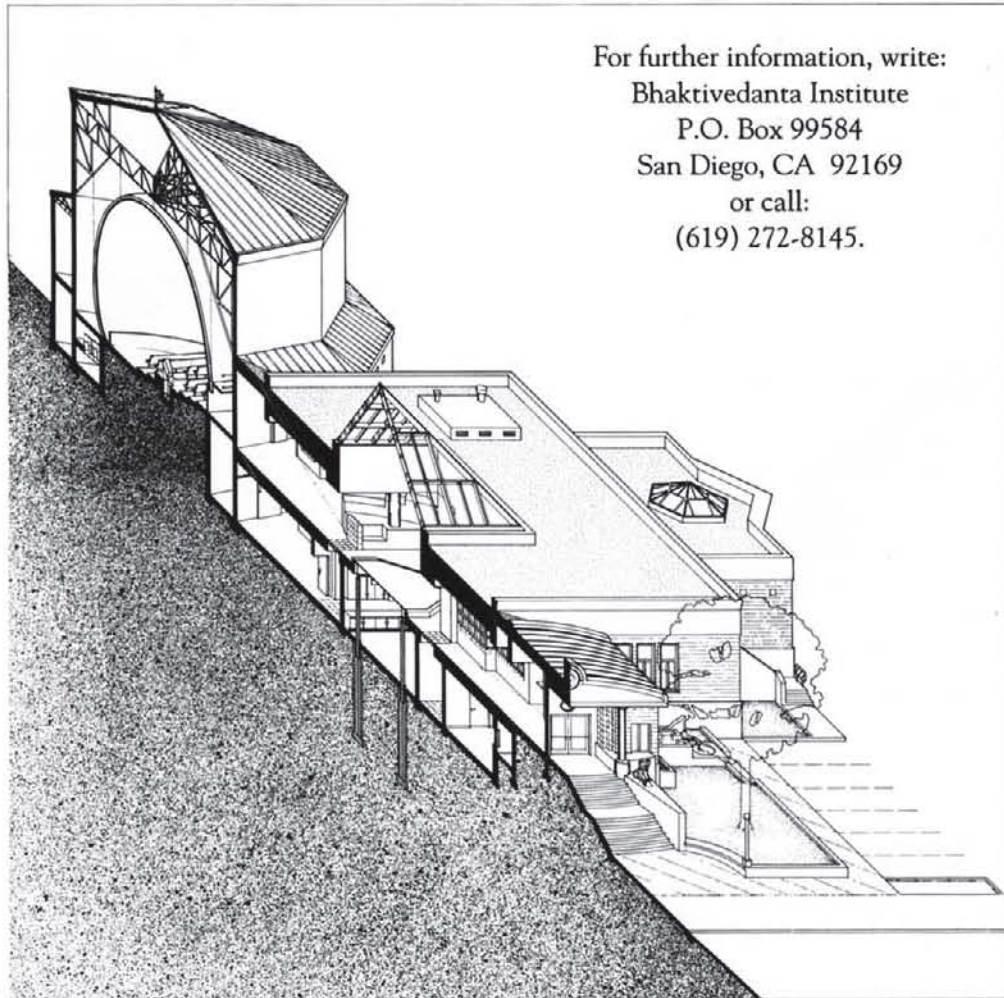 For further information, write:
Bhaktivedanta Institute
P.O. Box 99584
San Diego, CA 92169
or call:
(619) 272-8145.